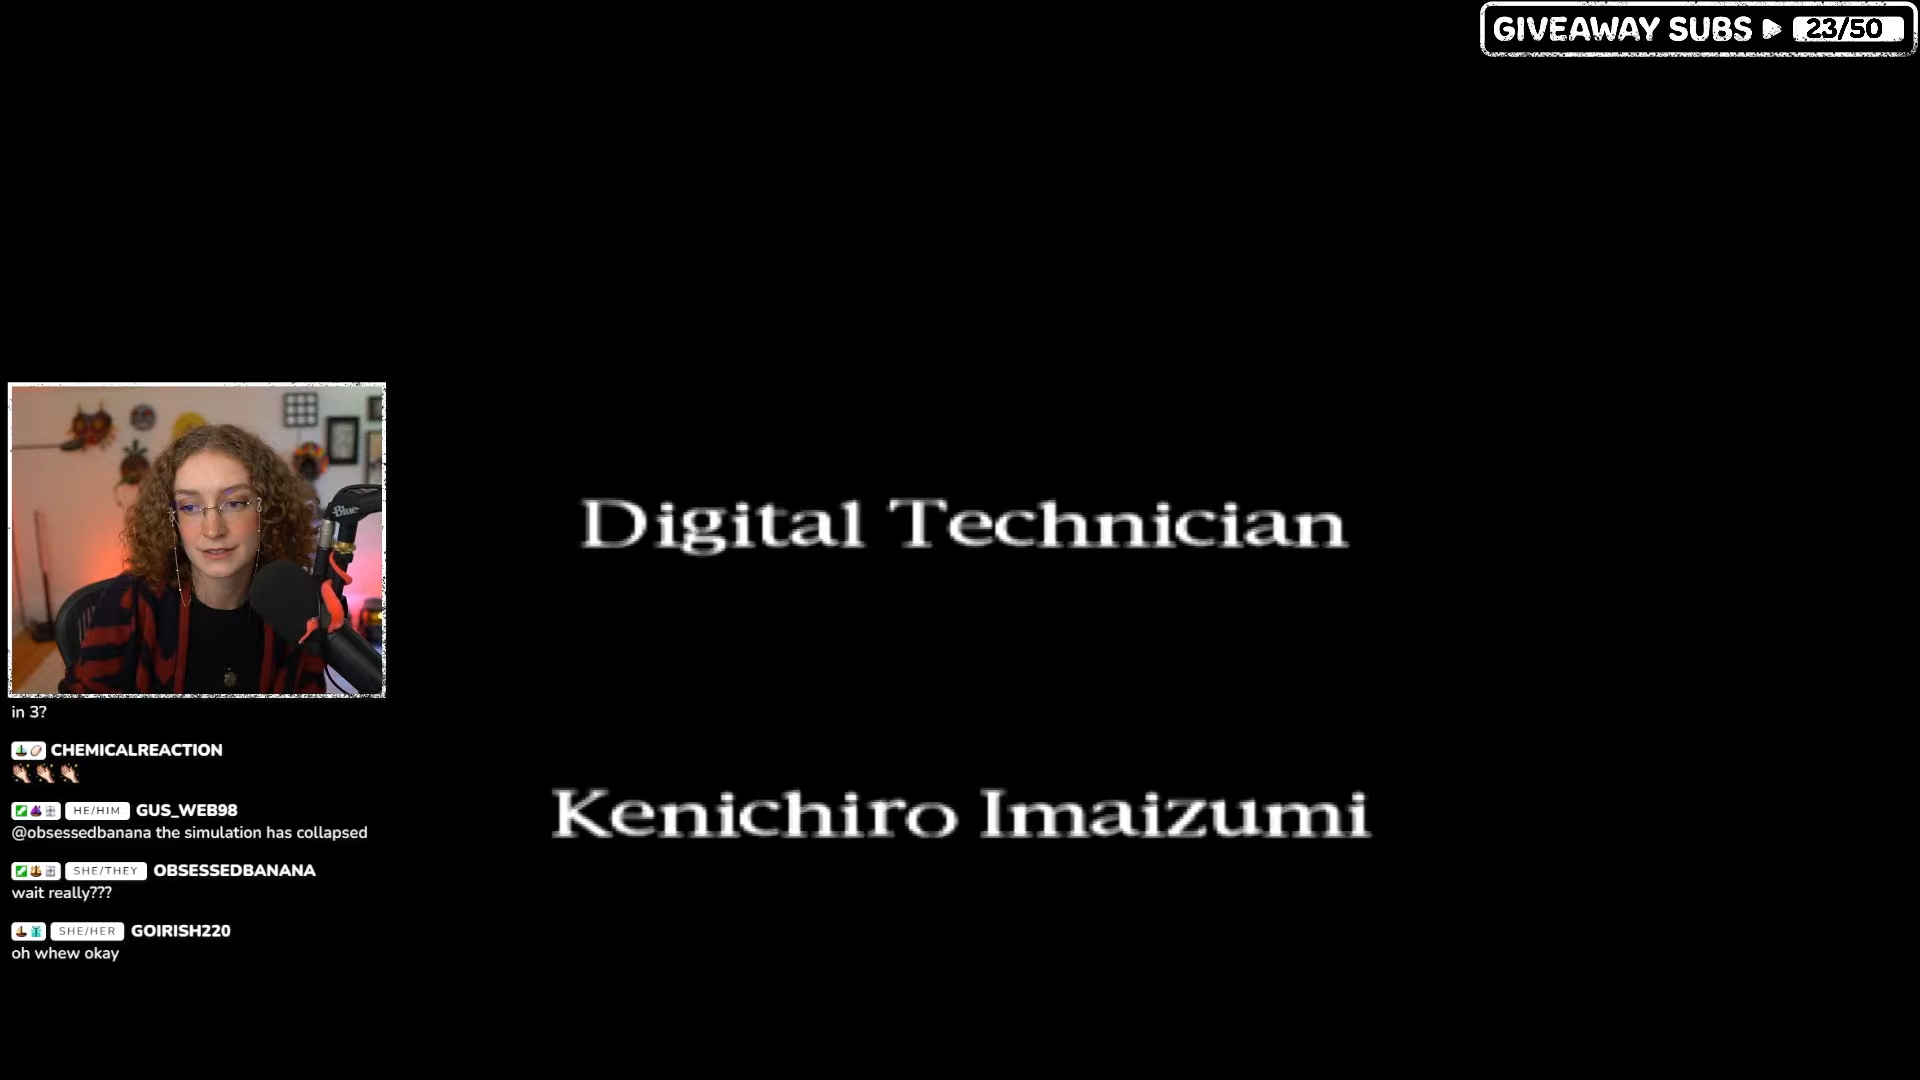 GIVEAWAY SUBS 23/50
Digital Technician
Kenichiro Imaizumi
Blue
in 3?
CHEMICALREACTION
HE/HIM GUS_WEB98
@obsessedbanana the simulation has collapsed
SHE/THEY OBSESSEDBANANA
wait really???
SHE/HER GOIRISH220
oh whew okay